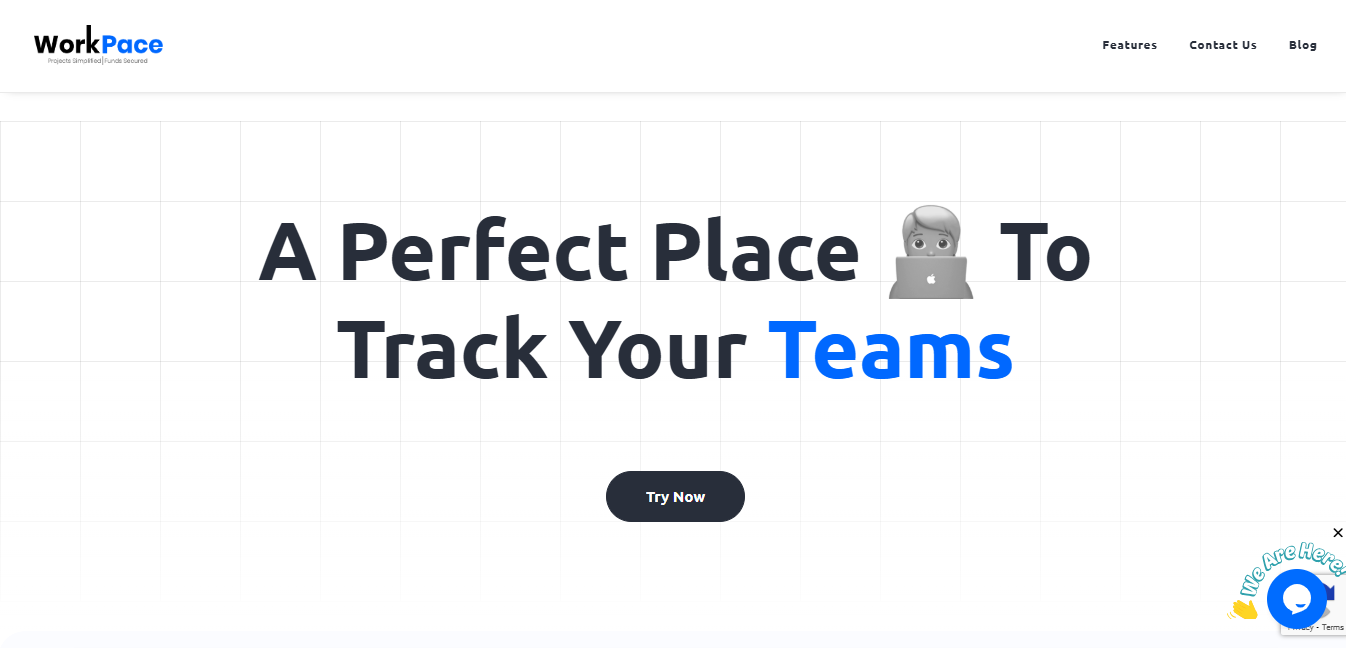 WorkPace
Projects Simplified|Funds Secured
Features
Contact Us
Blog
A Perfect Place To
Track Your Teams
Try Now
We Are Here!
Privacy - Terms